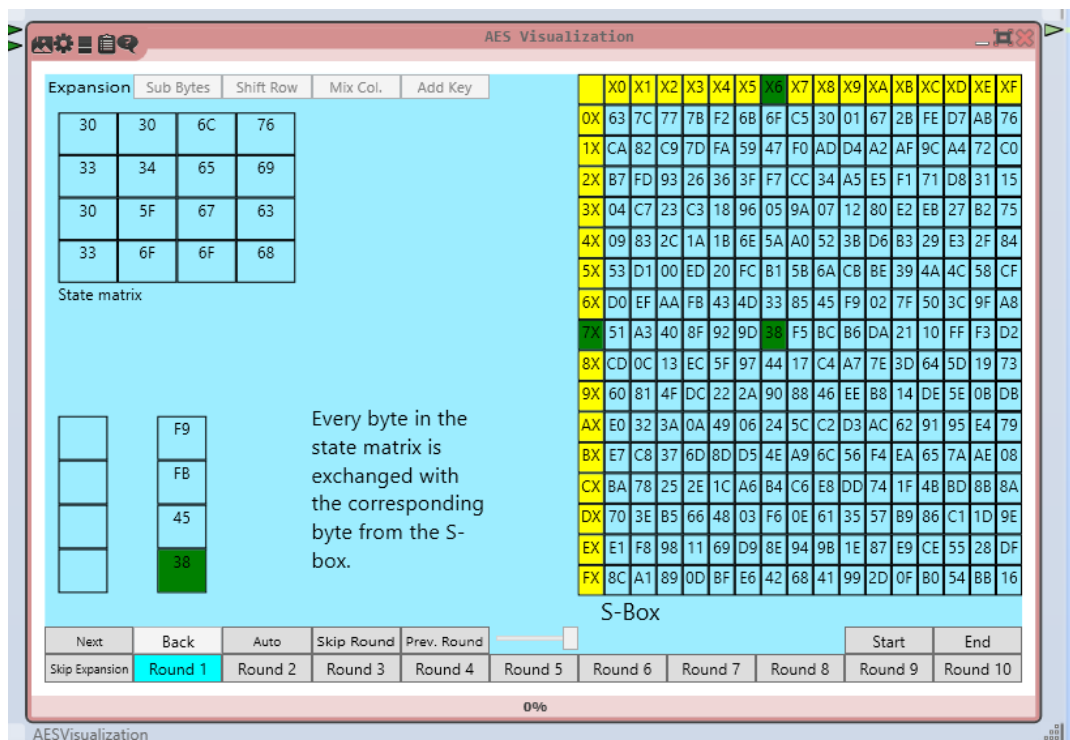 AES Visualization
Expansion Sub Bytes Shift Row Mix Col. Add Key
30 30 6C 76
33 34 65 69
30 5F 67 63
33 6F 6F 68
State matrix
F9
FB
45
38
Every byte in the
state matrix is
exchanged with
the corresponding
byte from the S-
box.
X0 X1 X2 X3 X4 X5 X6 X7 X8 X9 XA XB XC XD XE XF
0X 63 7C 77 7B F2 6B 6F C5 30 01 67 2B FE D7 AB 76
1X CA 82 C9 7D FA 59 47 F0 AD D4 A2 AF 9C A4 72 C0
2X B7 FD 93 26 36 3F F7 CC 34 A5 E5 F1 71 D8 31 15
3X 04 C7 23 C3 18 96 05 9A 07 12 80 E2 EB 27 B2 75
4X 09 83 2C 1A 1B 6E 5A A0 52 3B D6 B3 29 E3 2F 84
5X 53 D1 00 ED 20 FC B1 5B 6A CB BE 39 4A 4C 58 CF
6X D0 EF AA FB 43 4D 33 85 45 F9 02 7F 50 3C 9F A8
7X 51 A3 40 8F 92 9D 38 F5 BC B6 DA 21 10 FF F3 D2
8X CD 0C 13 EC 5F 97 44 17 C4 A7 7E 3D 64 5D 19 73
9X 60 81 4F DC 22 2A 90 88 46 EE B8 14 DE 5E 0B DB
AX E0 32 3A 0A 49 06 24 5C C2 D3 AC 62 91 95 E4 79
BX E7 C8 37 6D 8D D5 4E A9 6C 56 F4 EA 65 7A AE 08
CX BA 78 25 2E 1C A6 B4 C6 E8 DD 74 1F 4B BD 8B 8A
DX 70 3E B5 66 48 03 F6 0E 61 35 57 B9 86 C1 1D 9E
EX E1 F8 98 11 69 D9 8E 94 9B 1E 87 E9 CE 55 28 DF
FX 8C A1 89 0D BF E6 42 68 41 99 2D 0F B0 54 BB 16
S-Box
Next Back Auto Skip Round Prev. Round Start End
Skip Expansion Round 1 Round 2 Round 3 Round 4 Round 5 Round 6 Round 7 Round 8 Round 9 Round 10
0%
AESVisualization